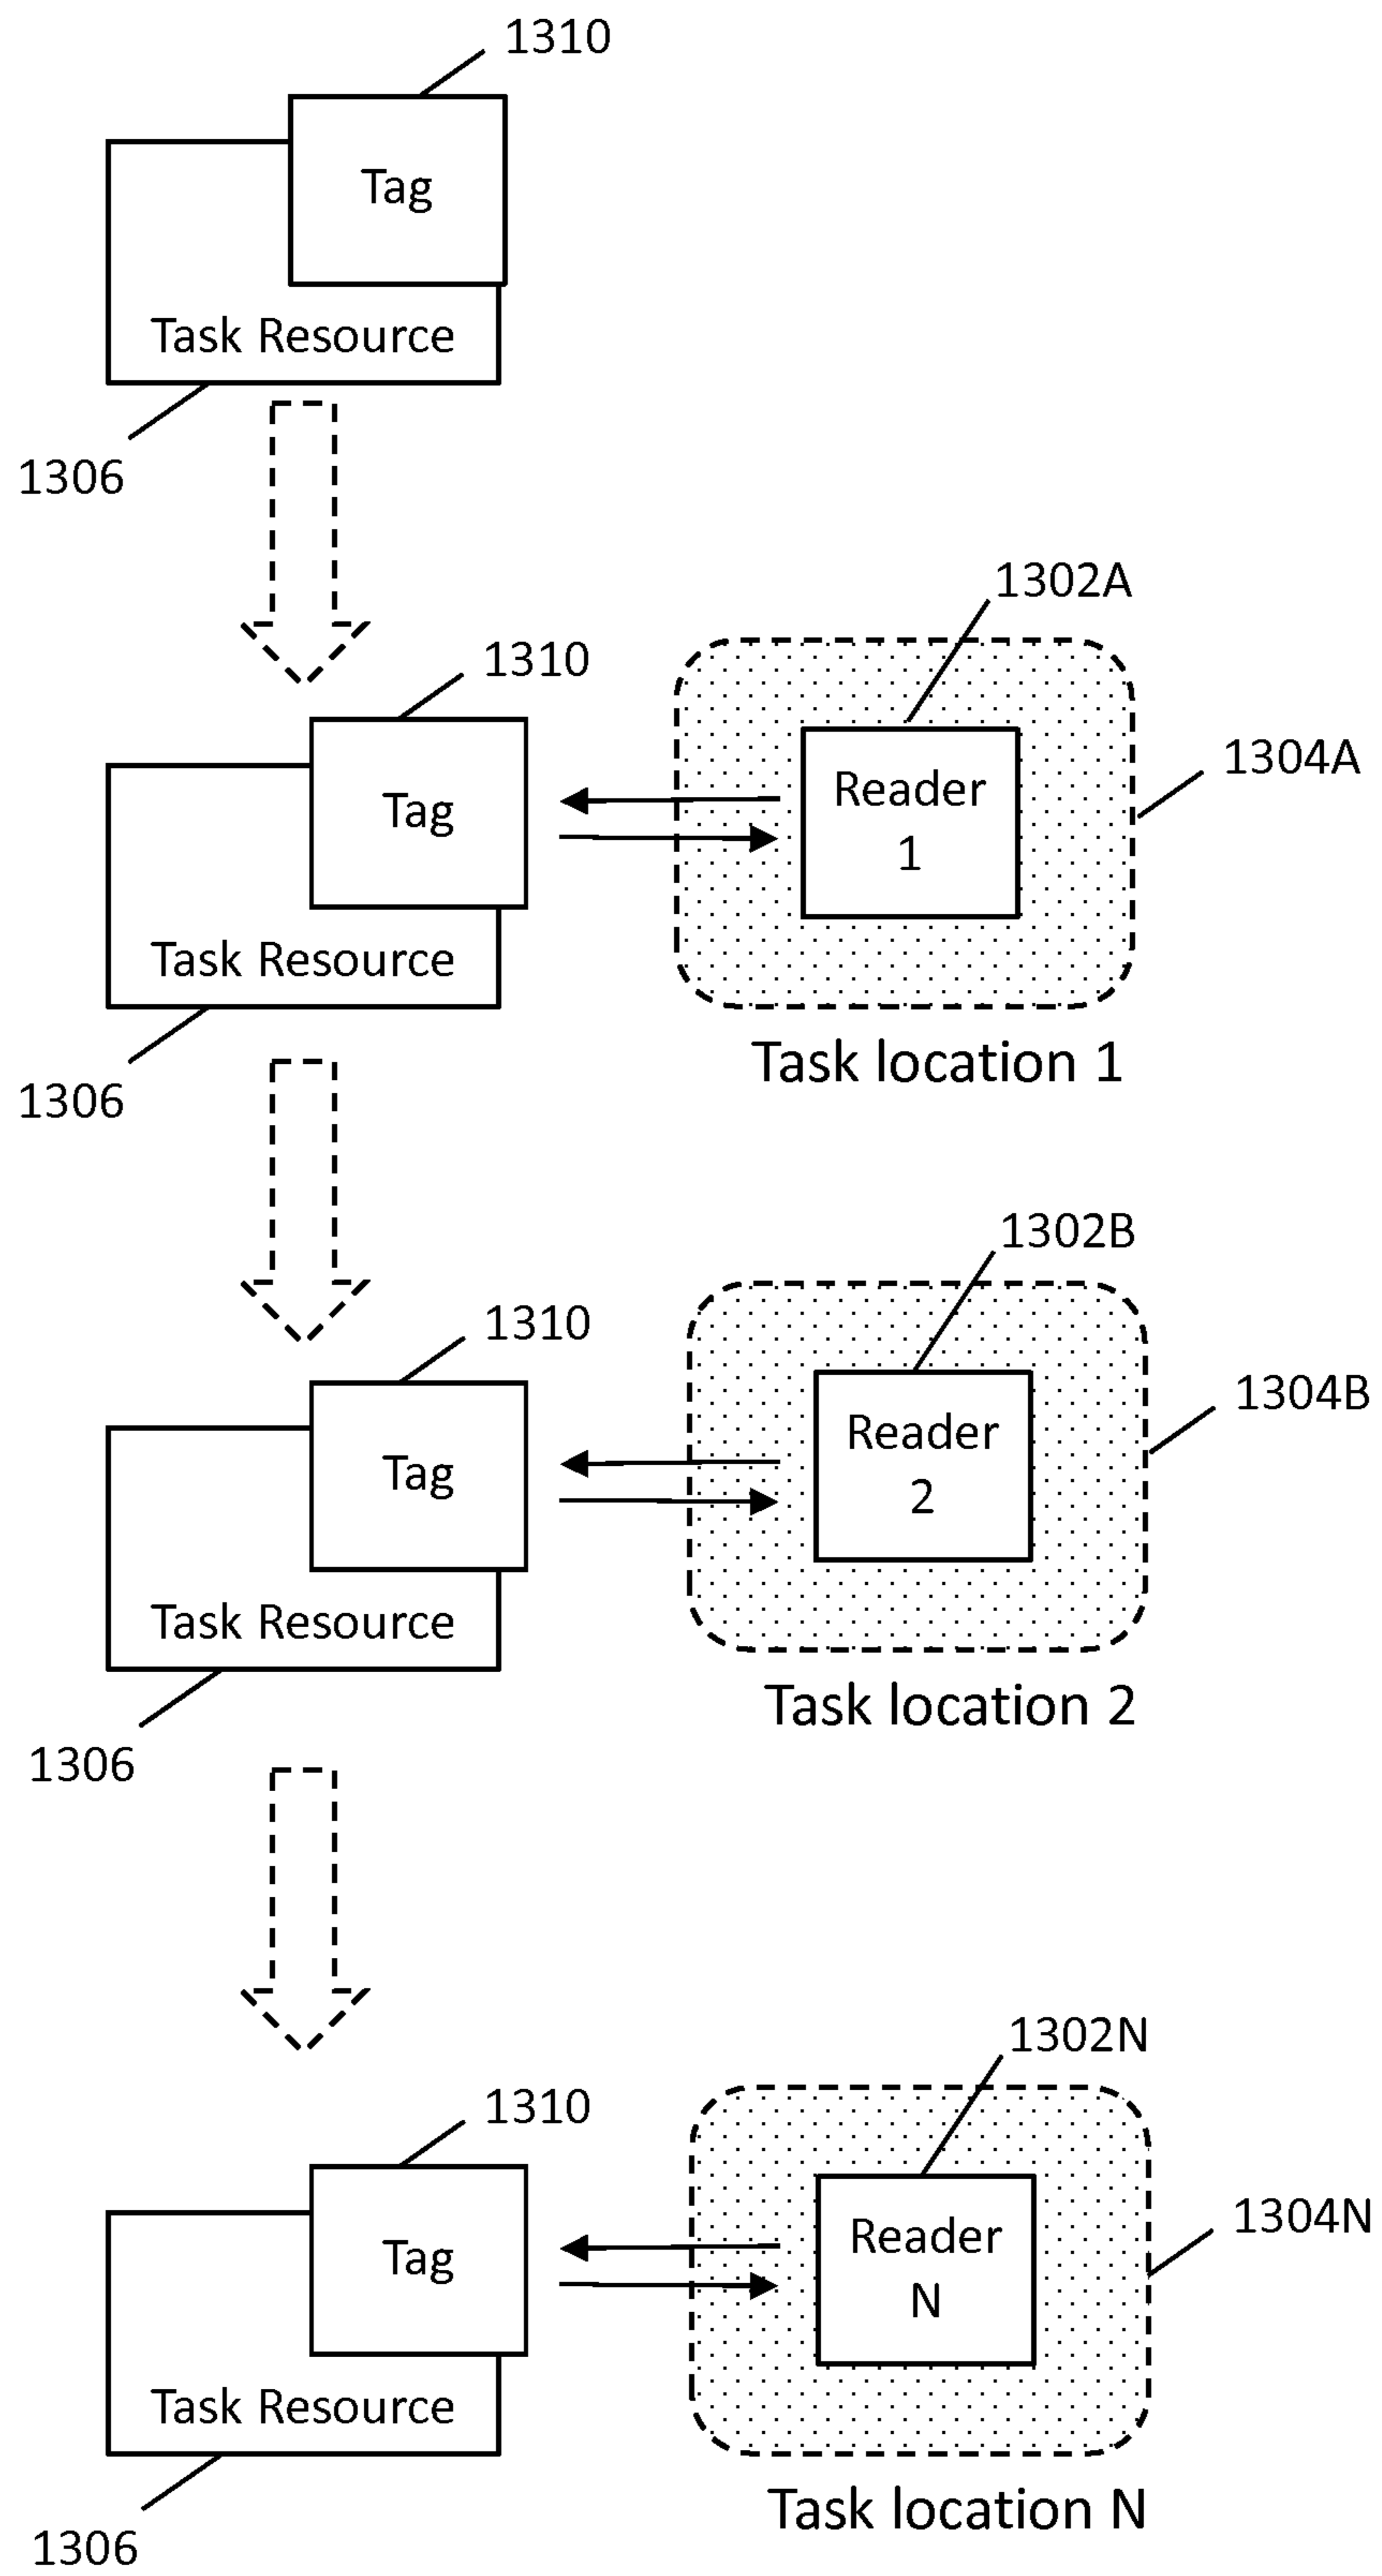 1310
Tag
Task Resource
1306
1302A
1310
1304A
Reader
1
Tag
Task Resource
Task location 1
1306
1302B
1310
1304B
Reader
2
Tag
Task Resource
Task location 2
1306
1302N
1310
1304N
Reader
N
Tag
Task Resource
Task location N
1306